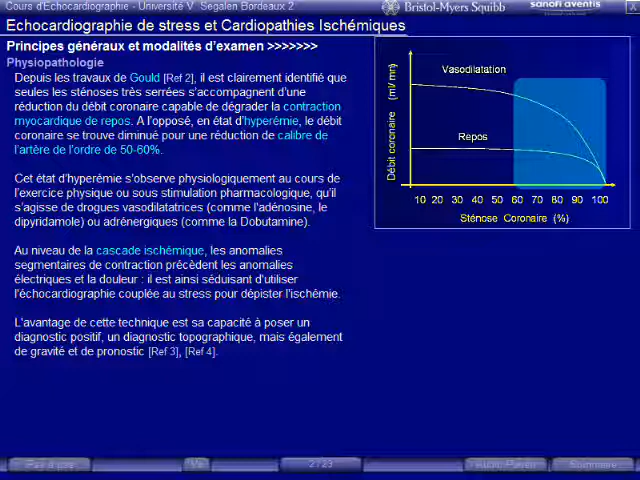 Cours d'Echocardiographie - Université V. Segalen Bordeaux 2
Bristol-Myers Squibb
sanofi aventis
X
Echocardiographie de stress et Cardiopathies Ischémiques
Principes généraux et modalités d'examen >>>>>>>
Physiopathologie
Depuis les travaux de Gould [Ref 2], il est clairement identifié que
seules les sténoses très serrées s'accompagnent d'une
réduction du débit coronaire capable de dégrader la contraction
myocardique de repos. A l'opposé, en état d'hyperémie, le débit
coronaire se trouve diminué pour une réduction de calibre de
l'artère de l'ordre de 50-60%.
Cet état d'hyperémie s'observe physiologiquement au cours de
l'exercice physique ou sous stimulation pharmacologique, qu'il
s'agisse de drogues vasodilatatrices (comme l'adénosine, le
dipyridamole) ou adrénergiques (comme la Dobutamine).
Au niveau de la cascade ischémique, les anomalies
segmentaires de contraction précèdent les anomalies
électriques et la douleur : il est ainsi séduisant d'utiliser
l'échocardiographie couplée au stress pour dépister l'ischémie.
L'avantage de cette technique est sa capacité à poser un
diagnostic positif, un diagnostic topographique, mais également
de gravité et de pronostic [Ref 3], [Ref 4].
Débit coronaire (ml/ mn)
Vasodilatation
Repos
10 20 30 40 50 60 70 80 90 100
Sténose Coronaire (%)
Pas à pas
2 / 23
Sommaire